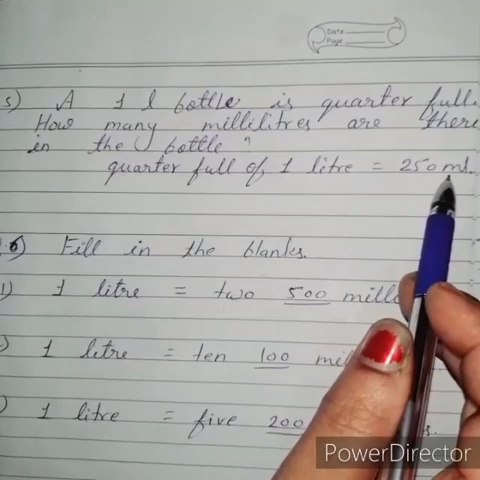 Date
Page
5) A 1 l bottle is quarter full.
How many millilitres are there
in the bottle?
quarter full of 1 litre = 250 ml.
6) Fill in the blanks.
1) 1 litre = two 500
1 litre = ten 100
) 1 litre = five 200
PowerDirector